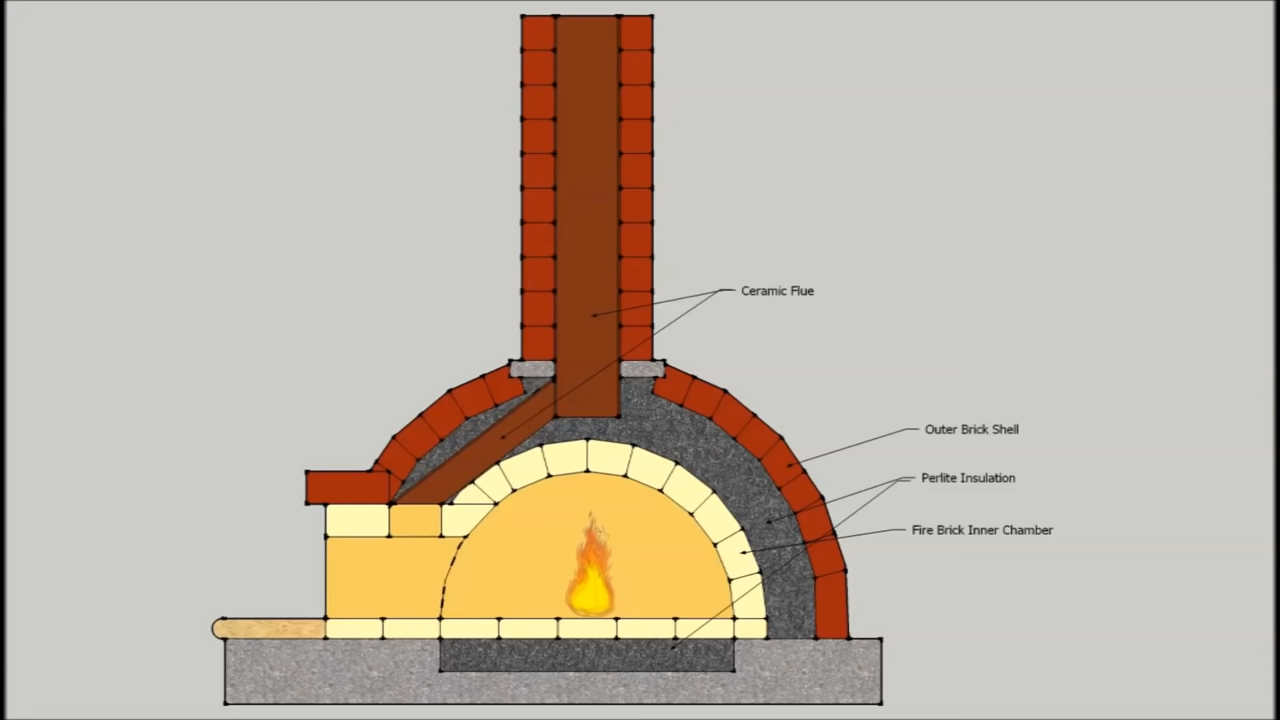 Ceramic Flue
Outer Brick Shell
Perlite Insulation
Fire Brick Inner Chamber